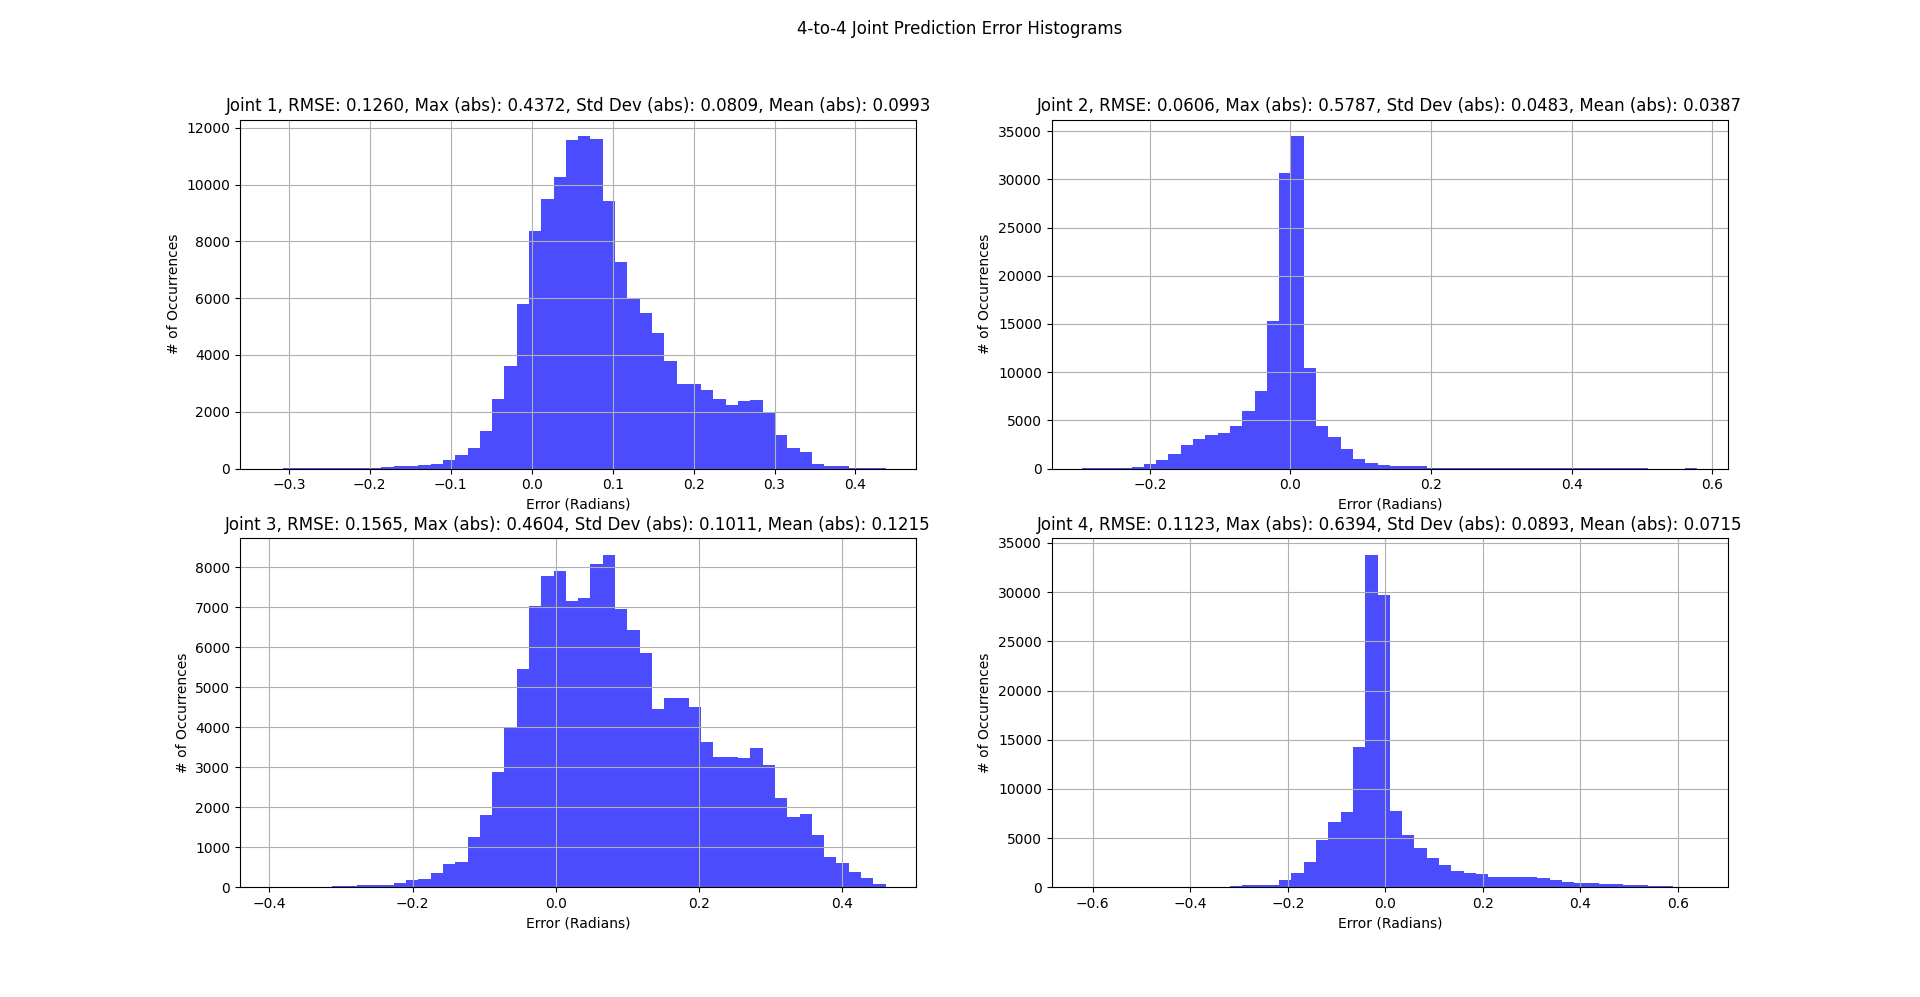 4-to-4 Joint Prediction Error Histograms
Joint 1, RMSE: 0.1260, Max (abs): 0.4372, Std Dev (abs): 0.0809, Mean (abs): 0.0993
12000
10000
8000
6000
4000
2000
0
# of Occurrences
−0.3 −0.2 −0.1 0.0 0.1 0.2 0.3 0.4
Error (Radians)
Joint 2, RMSE: 0.0606, Max (abs): 0.5787, Std Dev (abs): 0.0483, Mean (abs): 0.0387
35000
30000
25000
20000
15000
10000
5000
0
# of Occurrences
−0.2 0.0 0.2 0.4 0.6
Error (Radians)
Joint 3, RMSE: 0.1565, Max (abs): 0.4604, Std Dev (abs): 0.1011, Mean (abs): 0.1215
8000
7000
6000
5000
4000
3000
2000
1000
0
# of Occurrences
−0.4 −0.2 0.0 0.2 0.4
Error (Radians)
Joint 4, RMSE: 0.1123, Max (abs): 0.6394, Std Dev (abs): 0.0893, Mean (abs): 0.0715
35000
30000
25000
20000
15000
10000
5000
0
# of Occurrences
−0.6 −0.4 −0.2 0.0 0.2 0.4 0.6
Error (Radians)